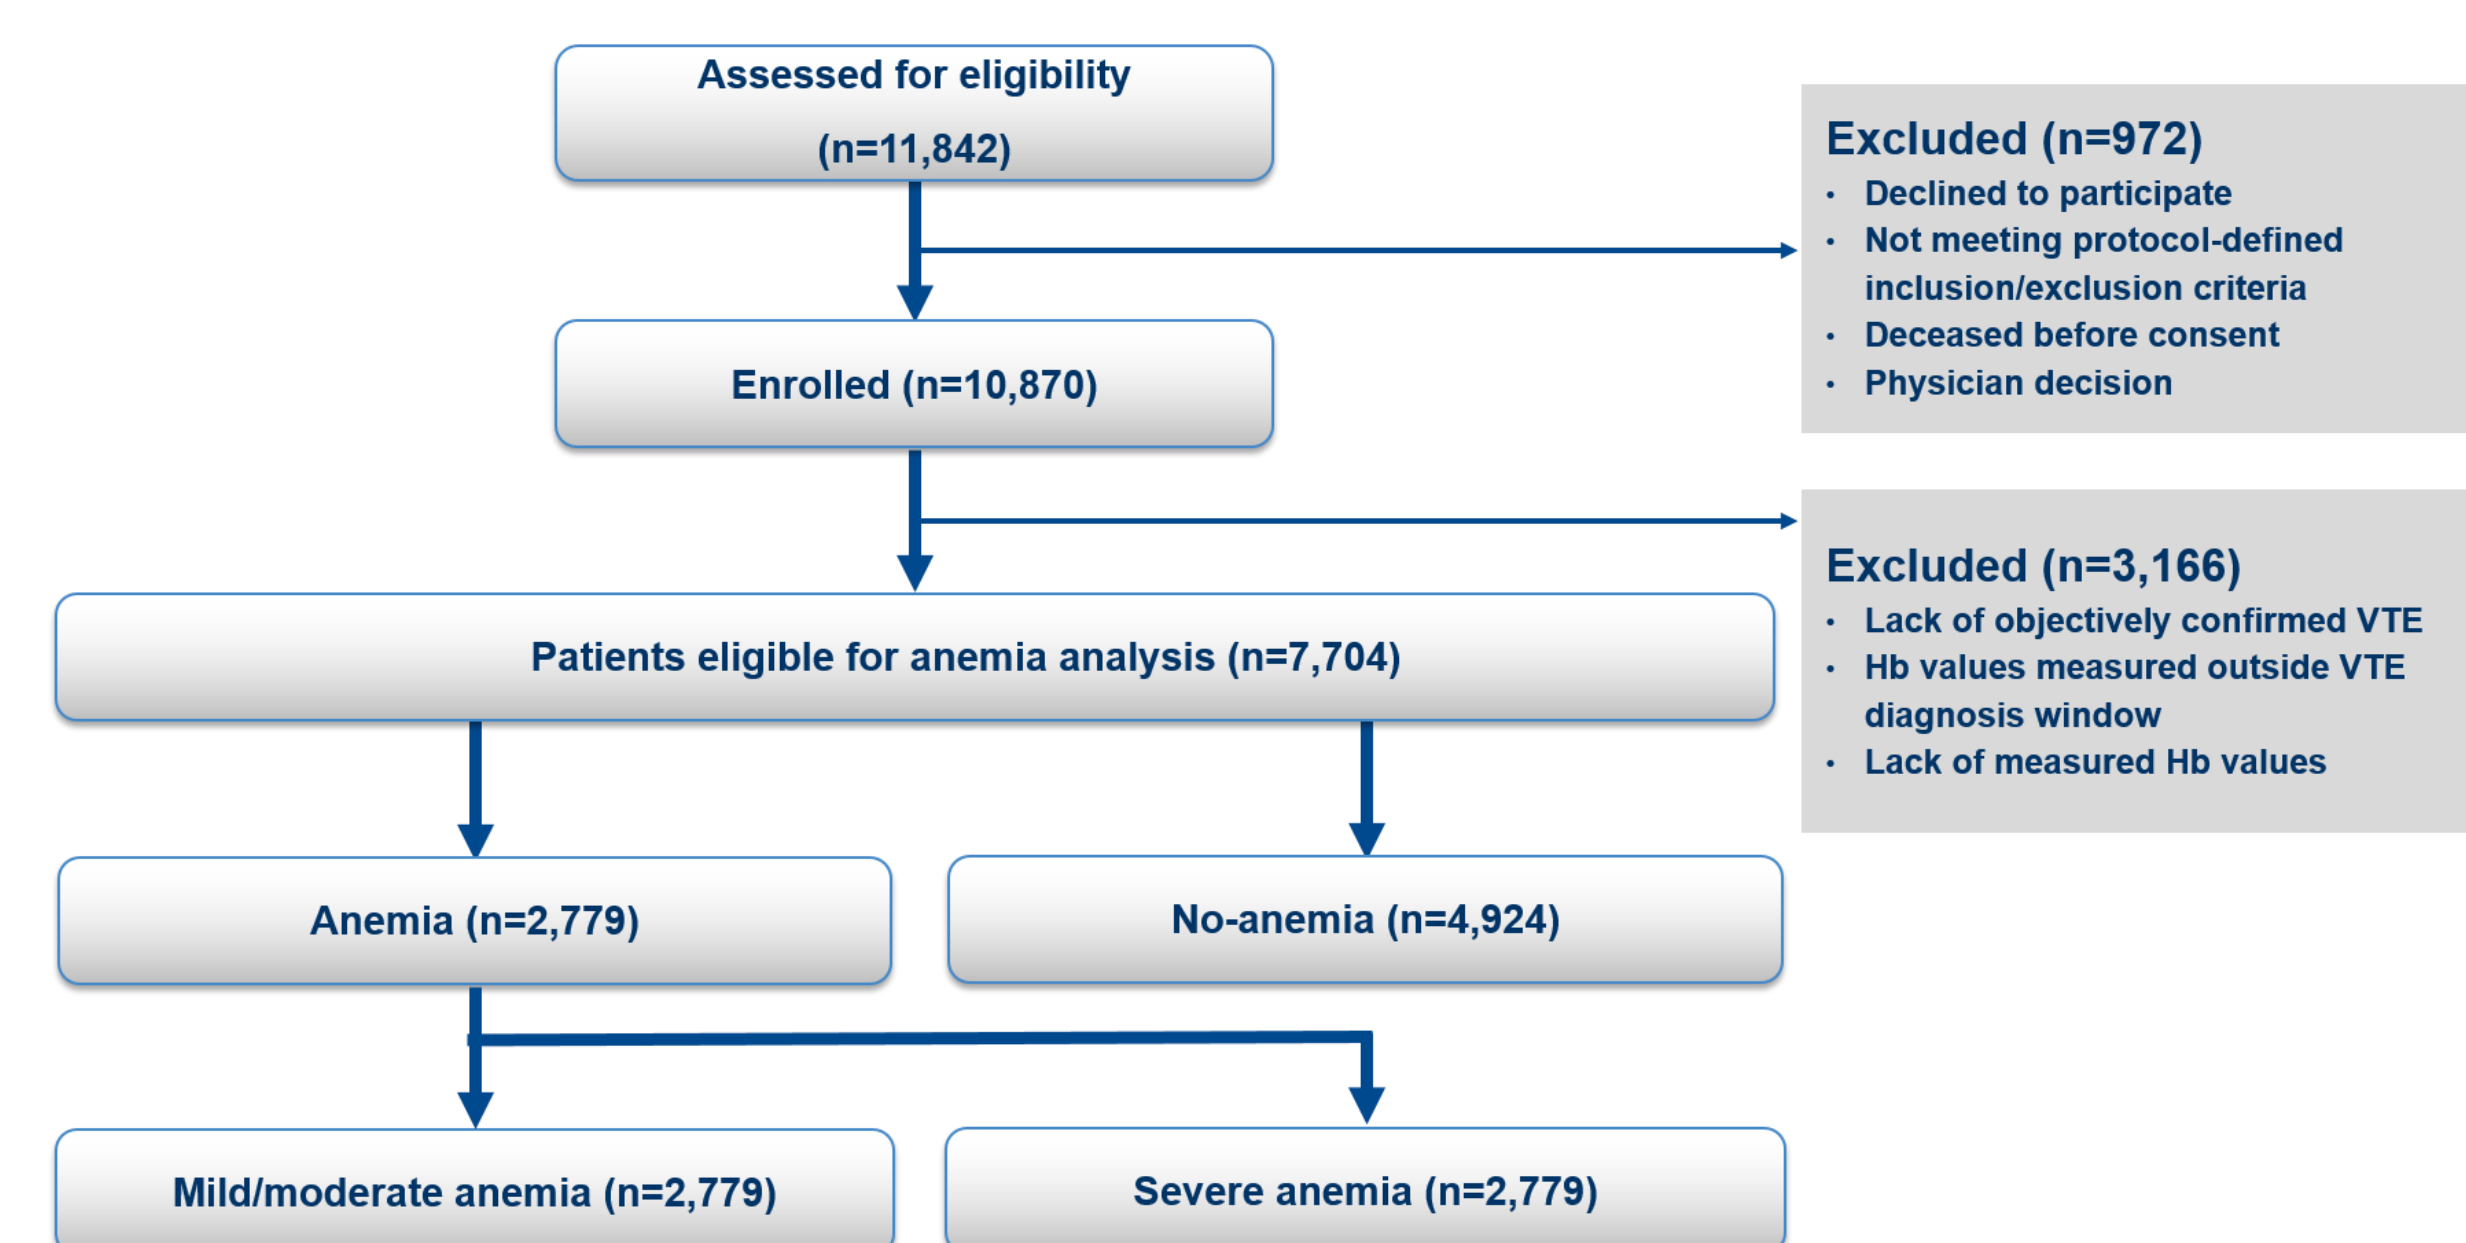 Assessed for eligibility
(n=11,842)
Excluded (n=972)
• Declined to participate
• Not meeting protocol-defined
inclusion/exclusion criteria
• Deceased before consent
• Physician decision
Enrolled (n=10,870)
Excluded (n=3,166)
• Lack of objectively confirmed VTE
• Hb values measured outside VTE
diagnosis window
• Lack of measured Hb values
Patients eligible for anemia analysis (n=7,704)
Anemia (n=2,779)
No-anemia (n=4,924)
Mild/moderate anemia (n=2,779)
Severe anemia (n=2,779)